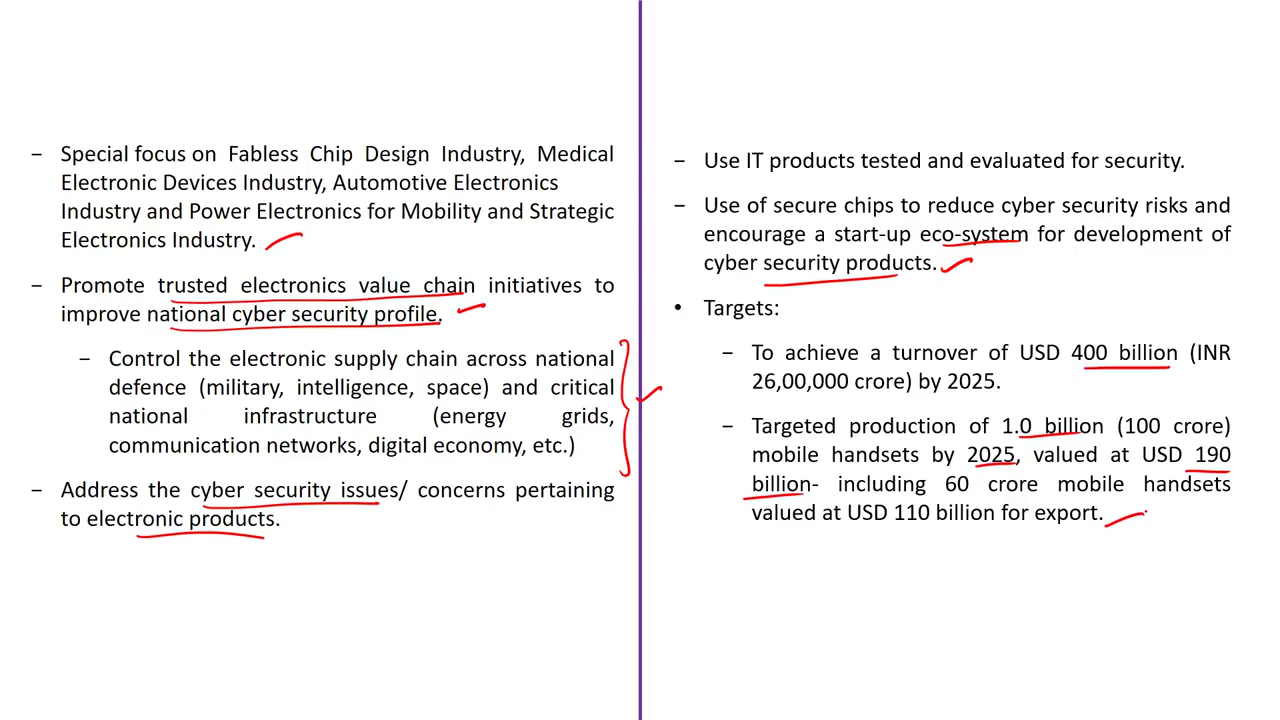 − Special focus on Fabless Chip Design Industry, Medical
Electronic Devices Industry, Automotive Electronics
Industry and Power Electronics for Mobility and Strategic
Electronics Industry.
− Promote trusted electronics value chain initiatives to
improve national cyber security profile.
− Control the electronic supply chain across national
defence (military, intelligence, space) and critical
national infrastructure (energy grids,
communication networks, digital economy, etc.)
− Address the cyber security issues/ concerns pertaining
to electronic products.
− Use IT products tested and evaluated for security.
− Use of secure chips to reduce cyber security risks and
encourage a start-up eco-system for development of
cyber security products.
• Targets:
− To achieve a turnover of USD 400 billion (INR
26,00,000 crore) by 2025.
− Targeted production of 1.0 billion (100 crore)
mobile handsets by 2025, valued at USD 190
billion- including 60 crore mobile handsets
valued at USD 110 billion for export.